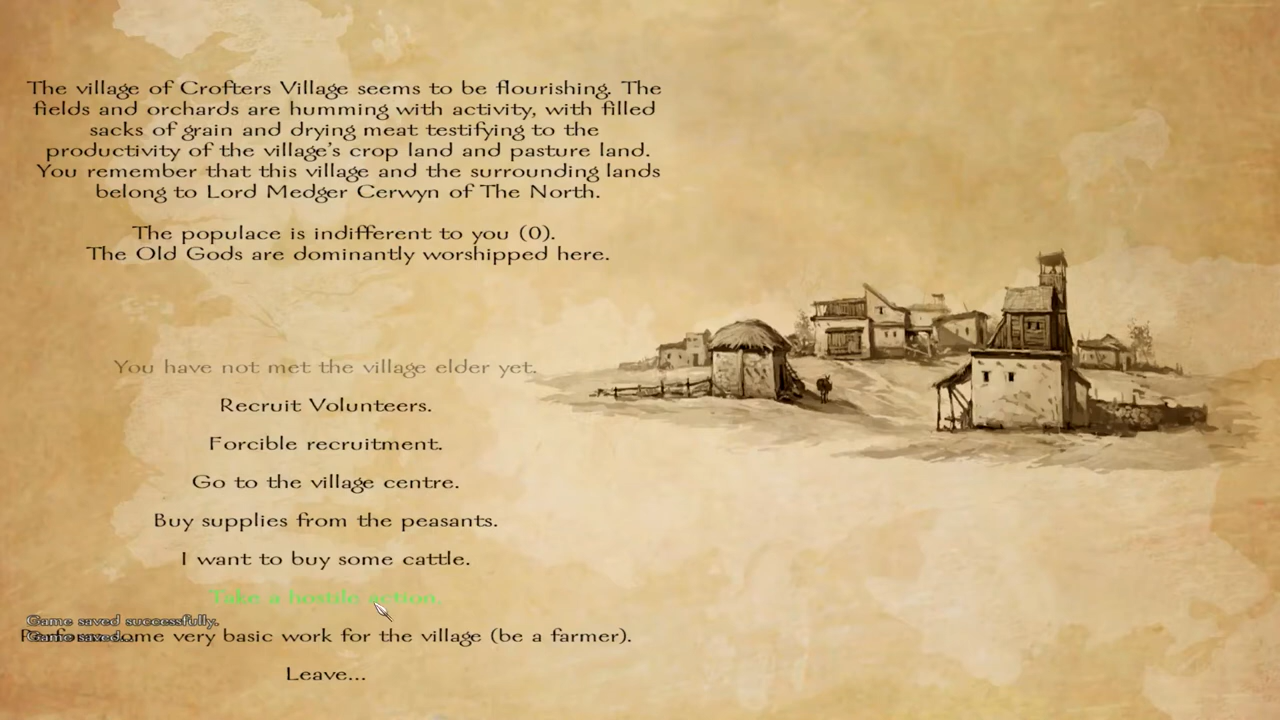 The village of Crofters Village seems to be flourishing. The
fields and orchards are humming with activity, with filled
sacks of grain and drying meat testifying to the
productivity of the village's crop land and pasture land.
You remember that this village and the surrounding lands
belong to Lord Medger Cerwyn of The North.
The populace is indifferent to you (0).
The Old Gods are dominantly worshipped here.
You have not met the village elder yet.
Recruit Volunteers.
Forcible recruitment.
Go to the village centre.
Buy supplies from the peasants.
I want to buy some cattle.
Take a hostile action.
Game saved successfully.
Game saved...
some very basic work for the village (be a farmer).
Leave...